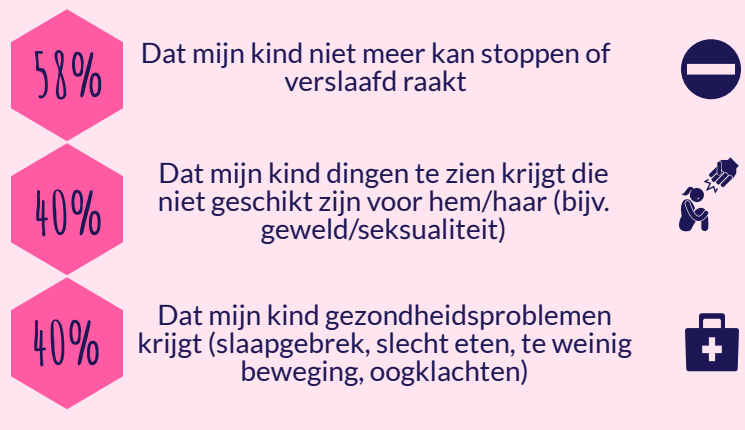 58%
Dat mijn kind niet meer kan stoppen of
verslaafd raakt
40%
Dat mijn kind dingen te zien krijgt die
niet geschikt zijn voor hem/haar (bijv.
geweld/seksualiteit)
40%
Dat mijn kind gezondheidsproblemen
krijgt (slaapgebrek, slecht eten, te weinig
beweging, oogklachten)